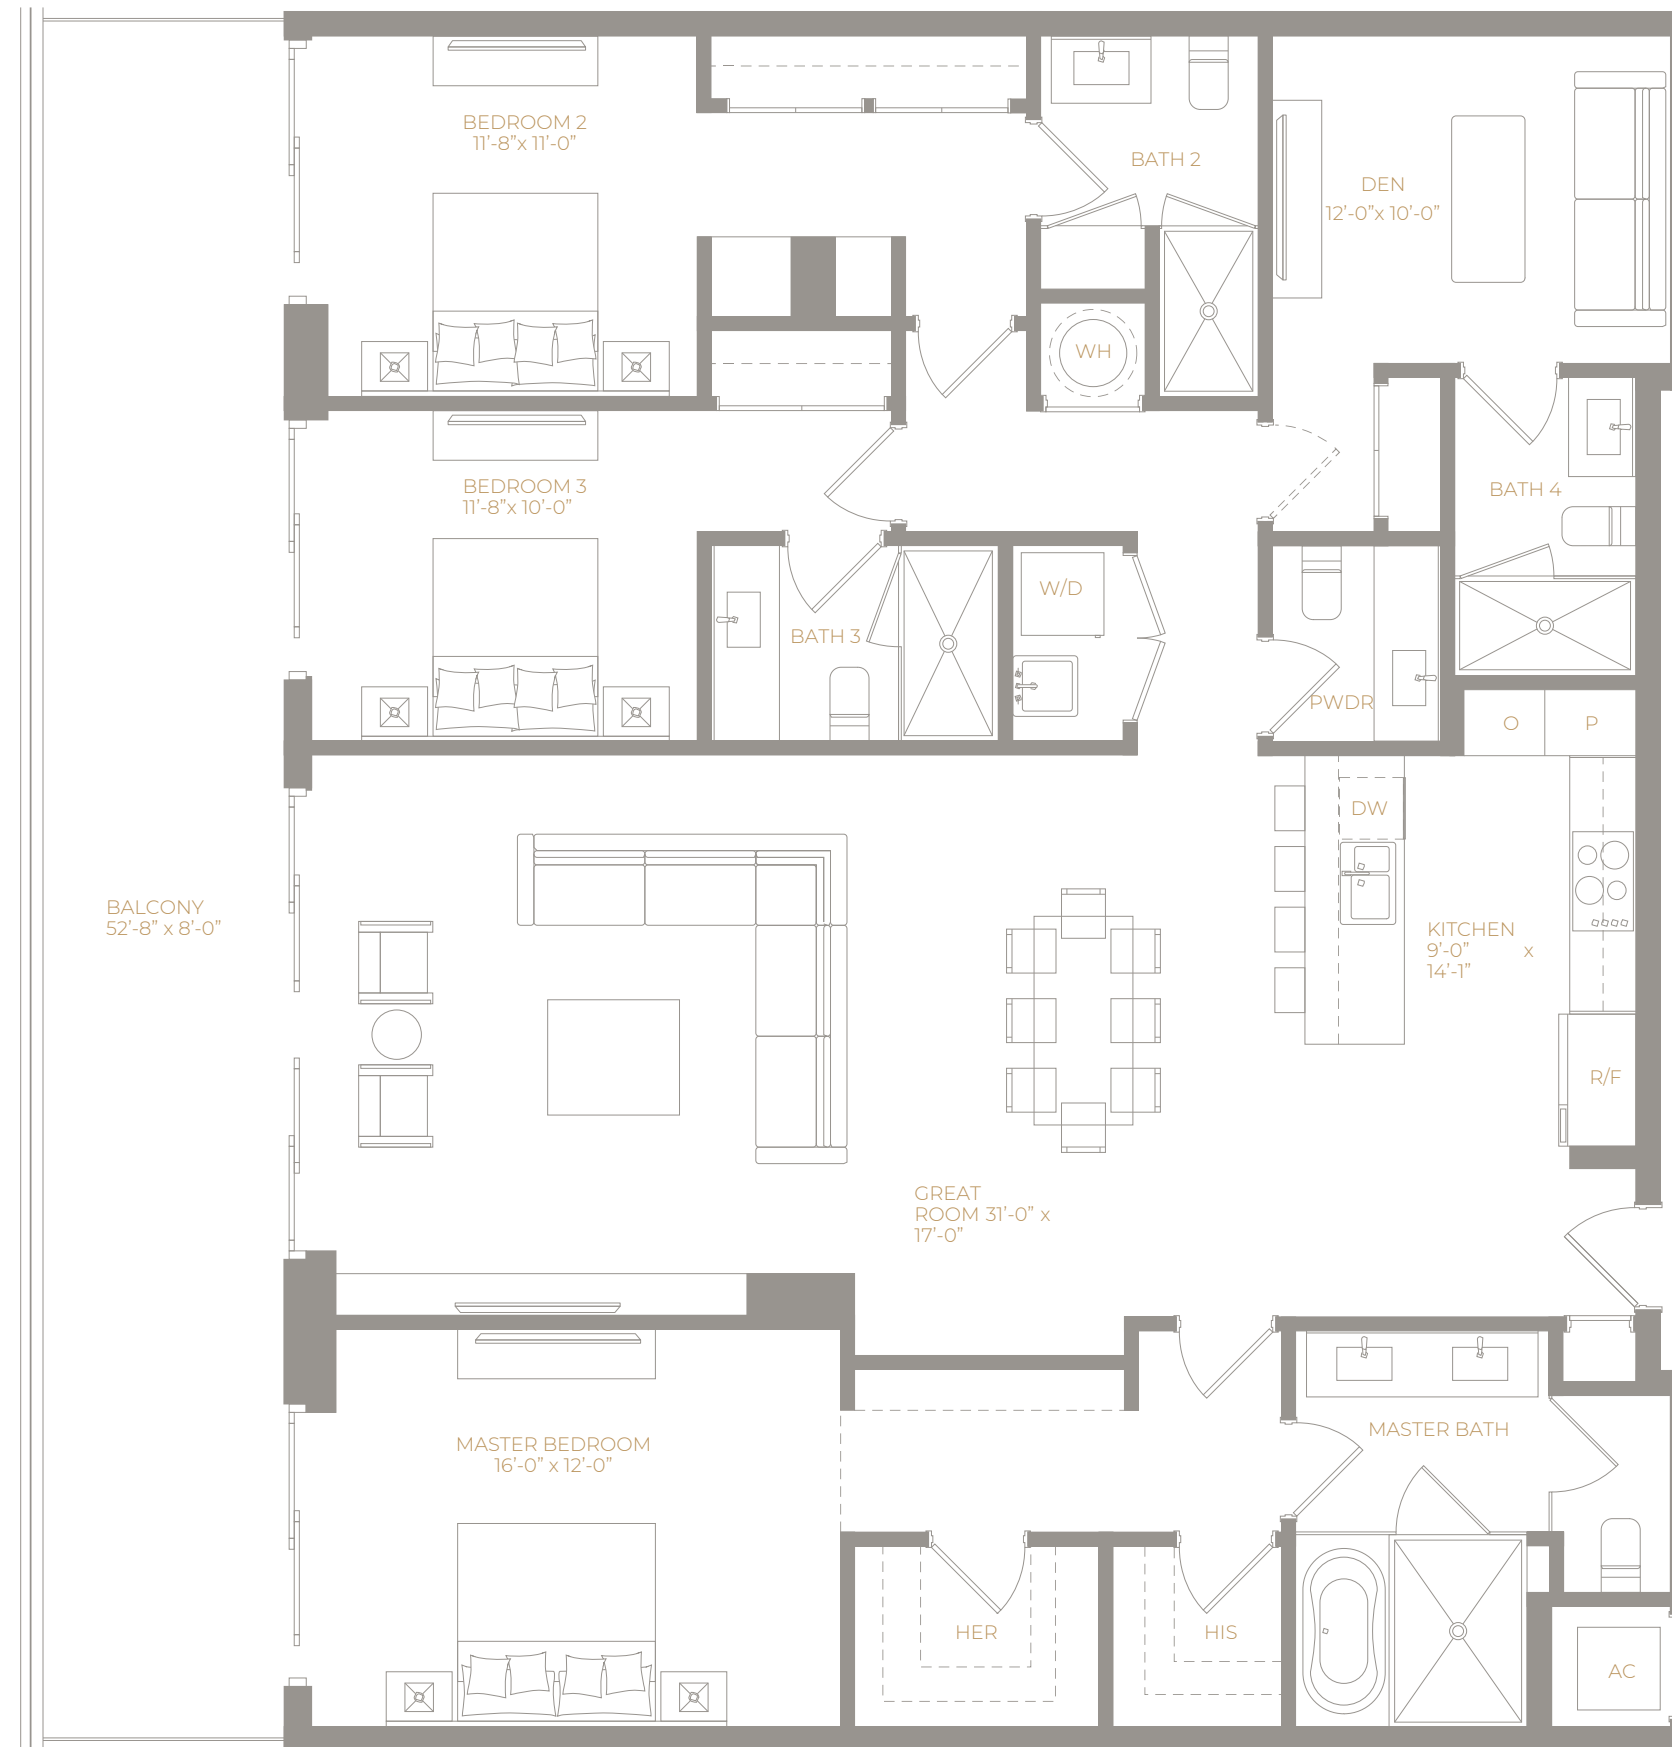 BEDROOM 2
11'-8”x 11'-0”
BATH 2
DEN
12'-0”x 10'-0”
WH
BEDROOM 3
11'-8”x 10'-0”
BATH 4
W/D
BATH 3
PWDR
O
P
DW
BALCONY
52'-8” x 8'-0”
KITCHEN
9'-0” x
14'-1”
R/F
GREAT
ROOM 31'-0” x
17'-0”
MASTER BEDROOM
16'-0” x 12'-0”
MASTER BATH
HER
HIS
AC